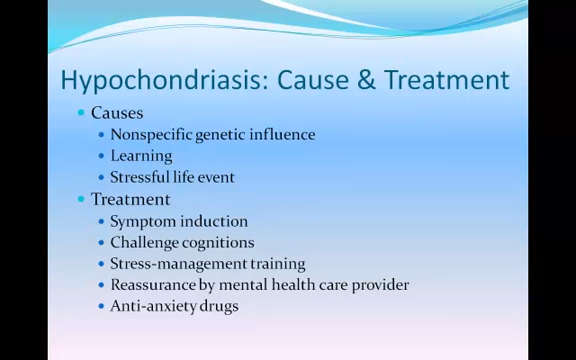 Hypochondriasis: Cause & Treatment
Causes
Nonspecific genetic influence
Learning
Stressful life event
Treatment
Symptom induction
Challenge cognitions
Stress-management training
Reassurance by mental health care provider
Anti-anxiety drugs